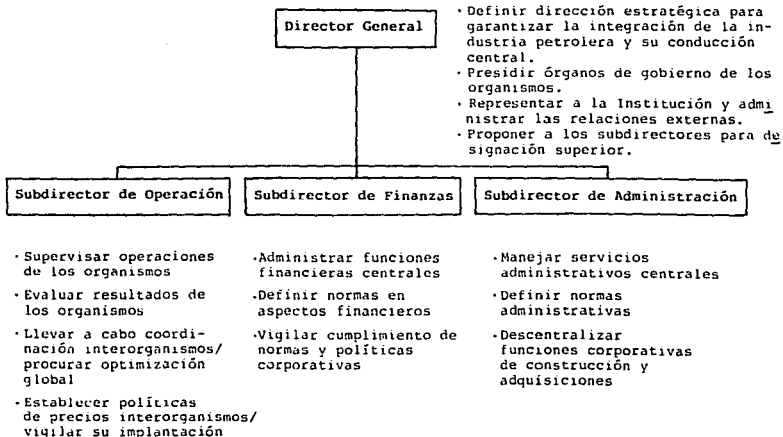 Director General
· Definir dirección estratégica para
garantizar la integración de la in-
dustria petrolera y su conducción
central.
· Presidir órganos de gobierno de los
organismos.
· Representar a la Institución y admi
nistrar las relaciones externas.
· Proponer a los subdirectores para de
signación superior.
Subdirector de Operación
Subdirector de Finanzas
Subdirector de Administración
· Supervisar operaciones
de los organismos
· Evaluar resultados de
los organismos
· Llevar a cabo coordi-
nación interorganismos/
procurar optimización
global
· Establecer políticas
de precios interorganismos/
vigilar su implantación
· Administrar funciones
financieras centrales
· Definir normas en
aspectos financieros
· Vigilar cumplimiento de
normas y políticas
corporativas
· Manejar servicios
administrativos centrales
· Definir normas
administrativas
· Descentralizar
funciones corporativas
de construcción y
adquisiciones